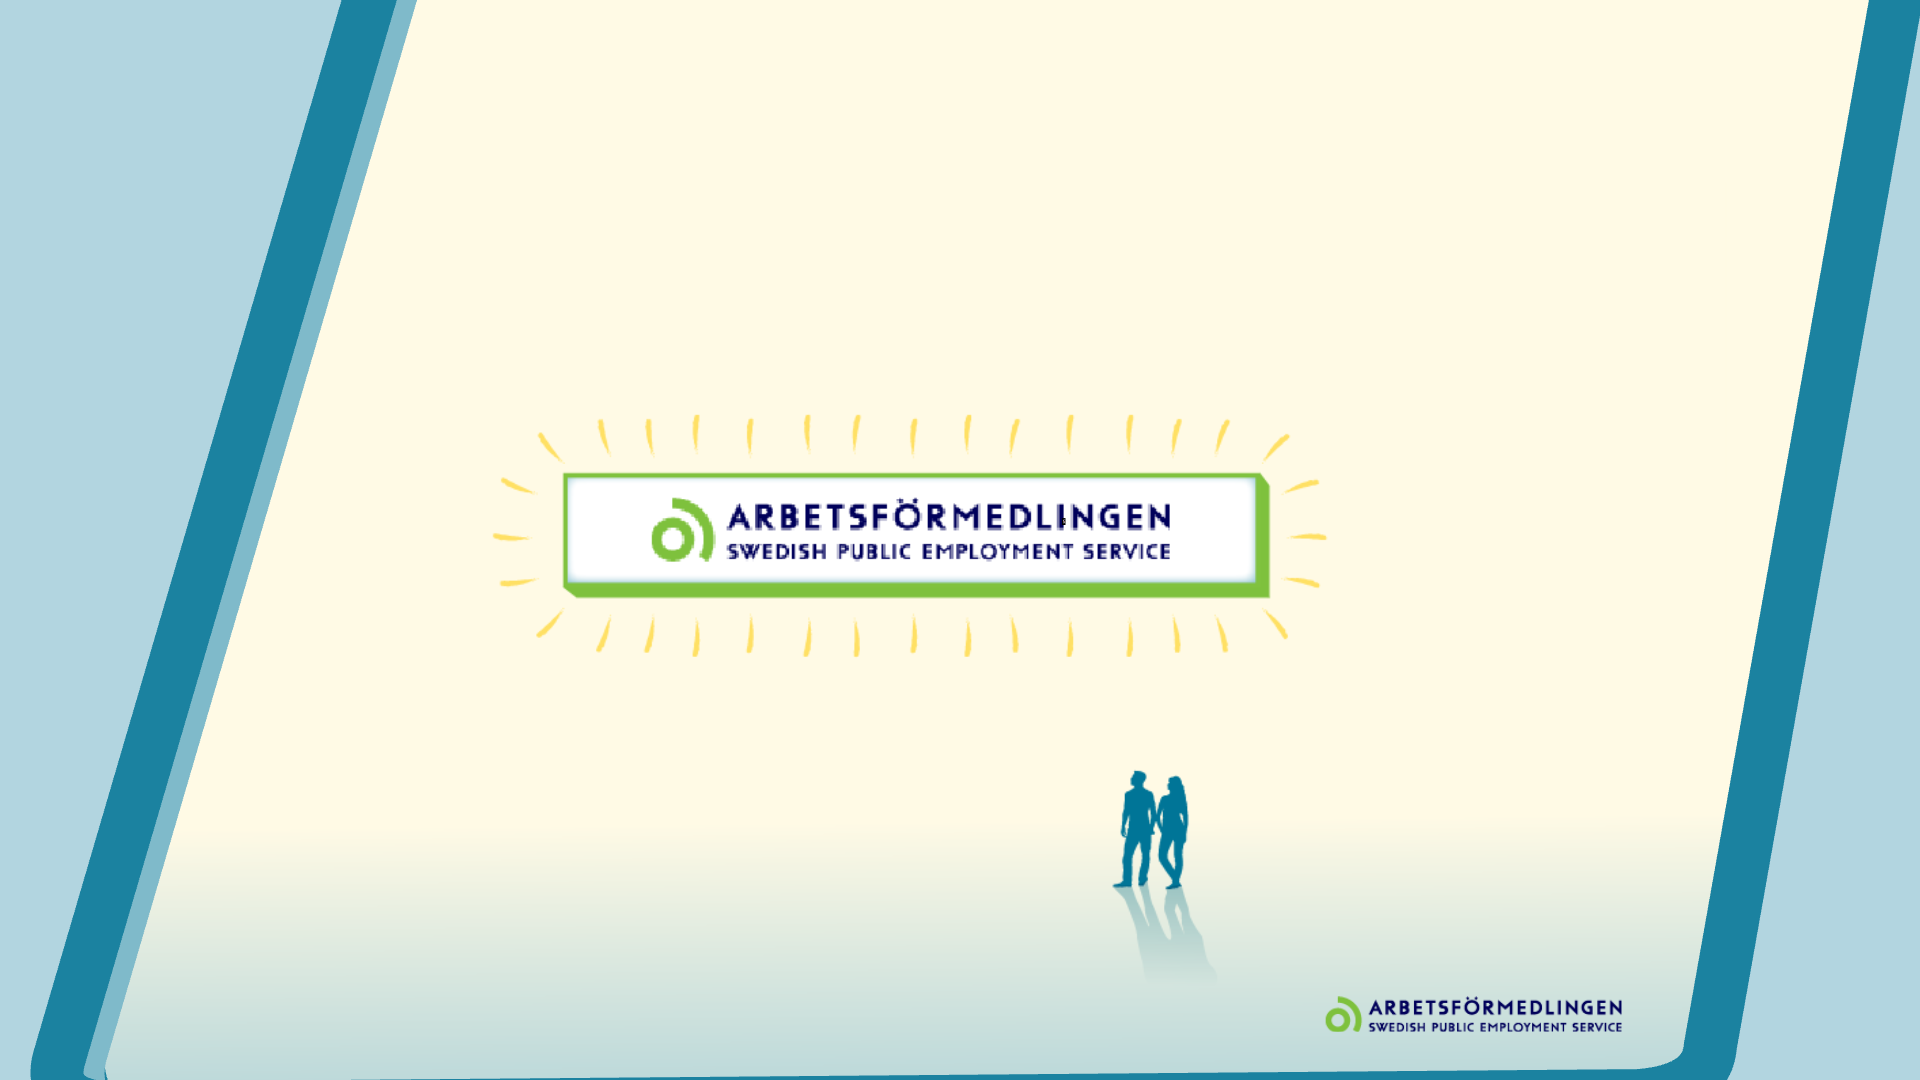 ARBETSFÖRMEDLINGEN
SWEDISH PUBLIC EMPLOYMENT SERVICE
ARBETSFÖRMEDLINGEN
SWEDISH PUBLIC EMPLOYMENT SERVICE